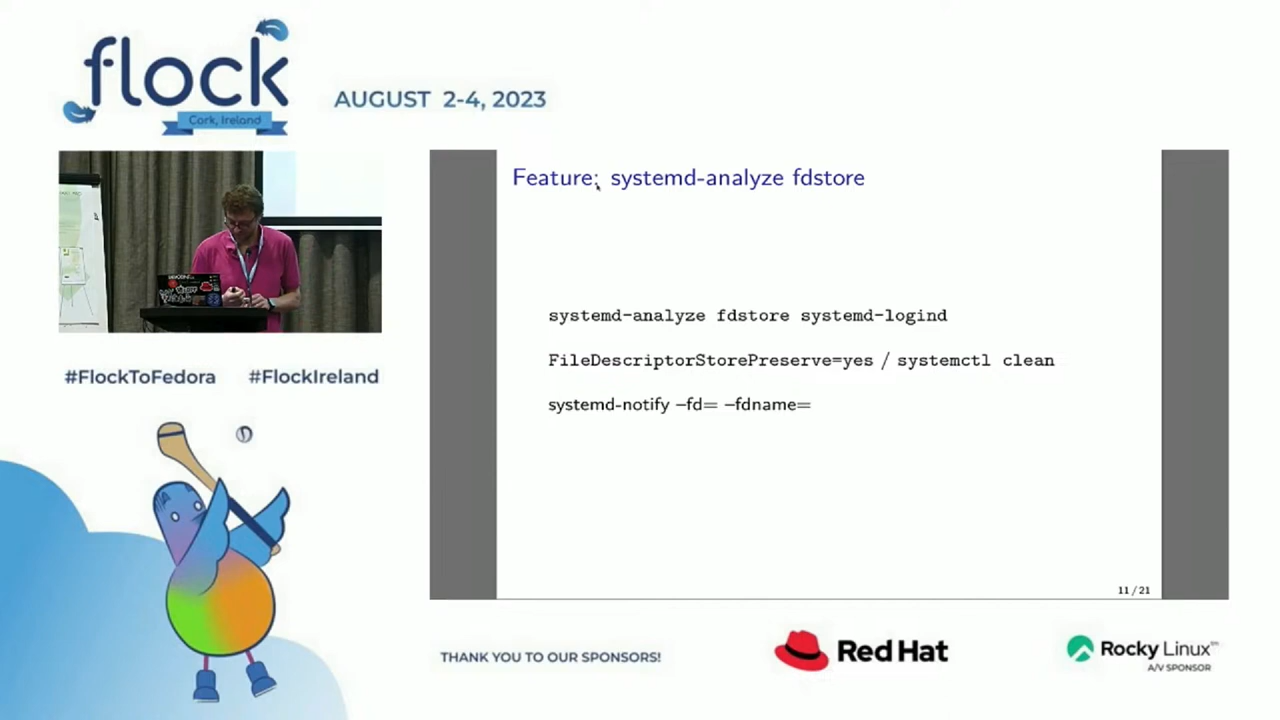 flock
Cork, Ireland
AUGUST 2-4, 2023
Feature: systemd-analyze fdstore
systemd-analyze fdstore systemd-logind
FileDescriptorStorePreserve=yes / systemctl clean
systemd-notify –fd= –fdname=
11 / 21
#FlockToFedora #FlockIreland
THANK YOU TO OUR SPONSORS!
Red Hat
Rocky Linux™
A/V SPONSOR